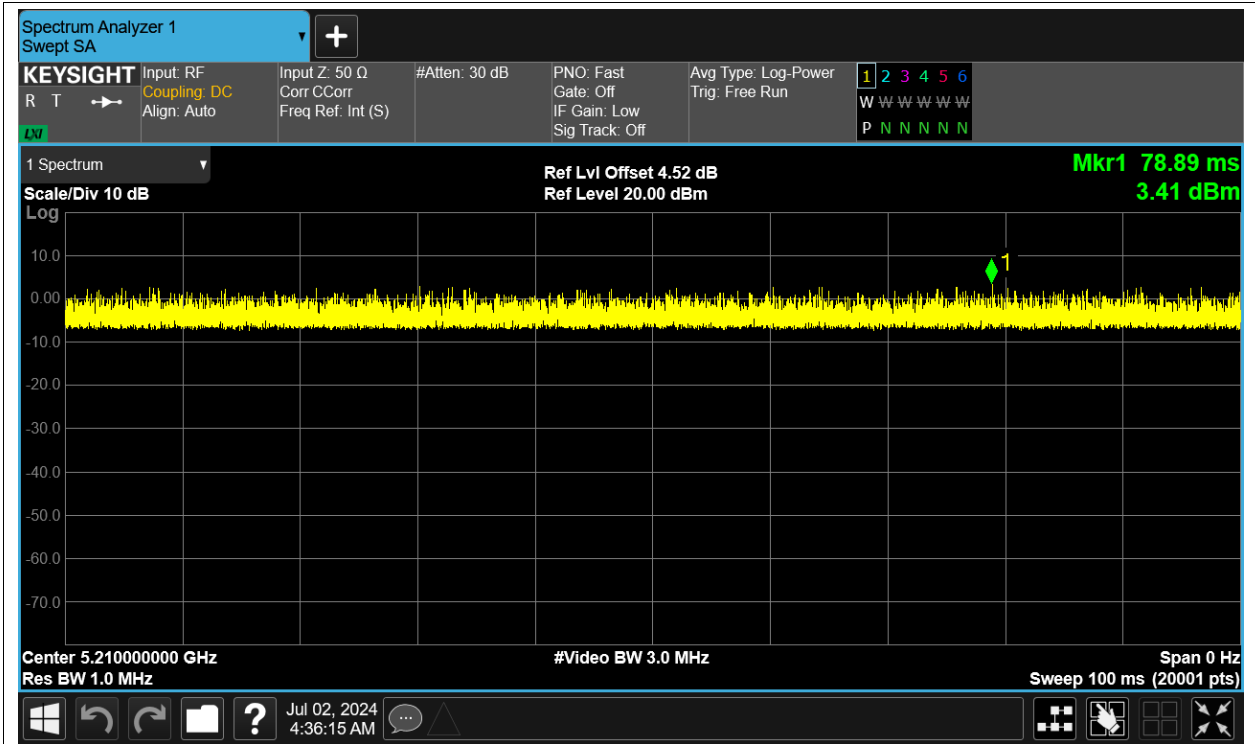 Spectrum Analyzer 1
Swept SA
KEYSIGHT
R T
LXI
Input: RF
Coupling: DC
Align: Auto
Input Z: 50 Ω
Corr CCorr
Freq Ref: Int (S)
#Atten: 30 dB
PNO: Fast
Gate: Off
IF Gain: Low
Sig Track: Off
Avg Type: Log-Power
Trig: Free Run
1 2 3 4 5 6
W W W W W W
P N N N N N
1 Spectrum
Scale/Div 10 dB
Ref Lvl Offset 4.52 dB
Ref Level 20.00 dBm
Mkr1 78.89 ms
3.41 dBm
Log
10.0
0.00
-10.0
-20.0
-30.0
-40.0
-50.0
-60.0
-70.0
1
Center 5.210000000 GHz
Res BW 1.0 MHz
#Video BW 3.0 MHz
Span 0 Hz
Sweep 100 ms (20001 pts)
?
Jul 02, 2024
4:36:15 AM